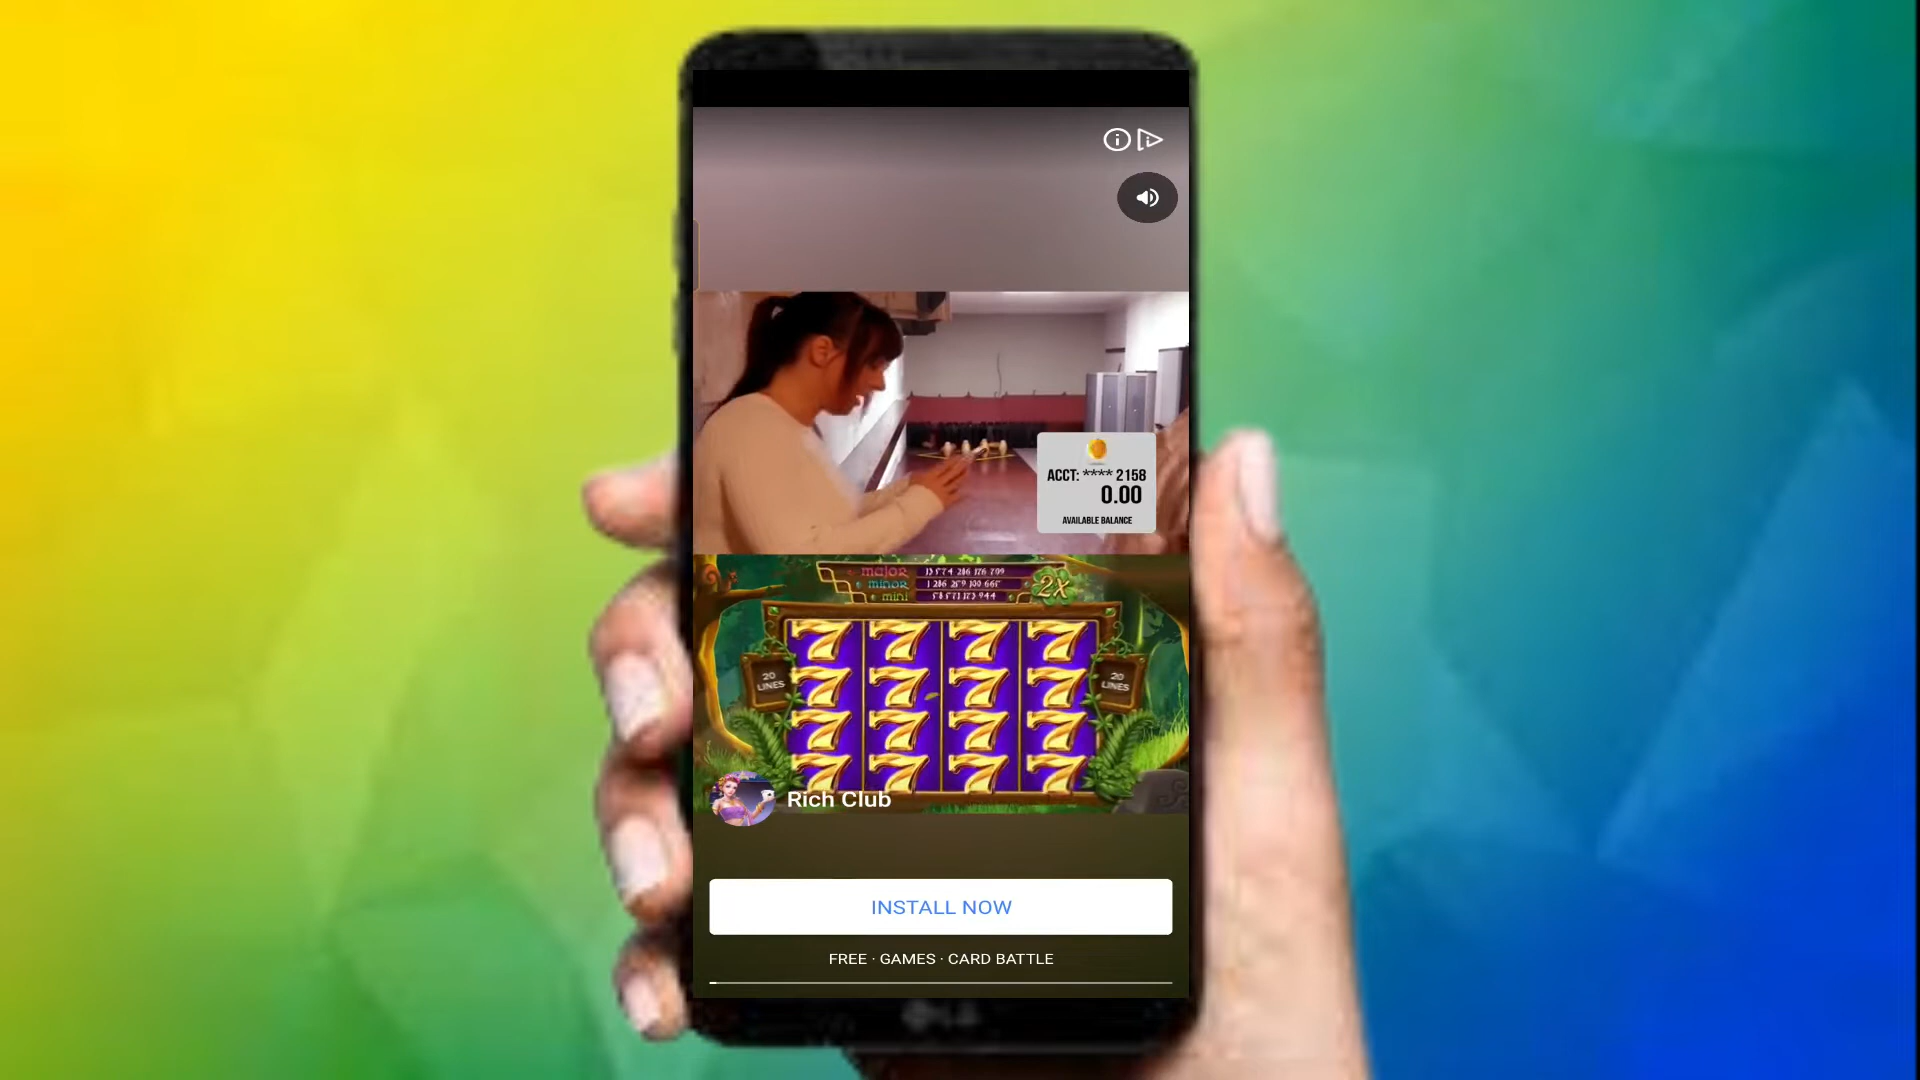 ACCT: **** 2158
0.00
AVAILABLE BALANCE
major
minor
mini
2X
20
LINES
20
LINES
Rich Club
INSTALL NOW
FREE · GAMES · CARD BATTLE